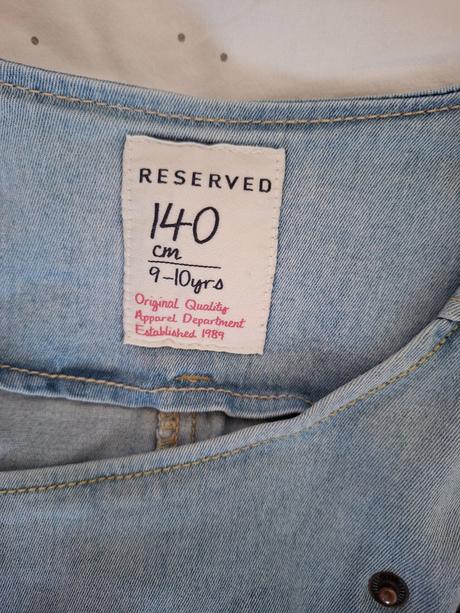 RESERVED
140
cm
9-10yrs
Original Quality
Apparel Department
Established 1989